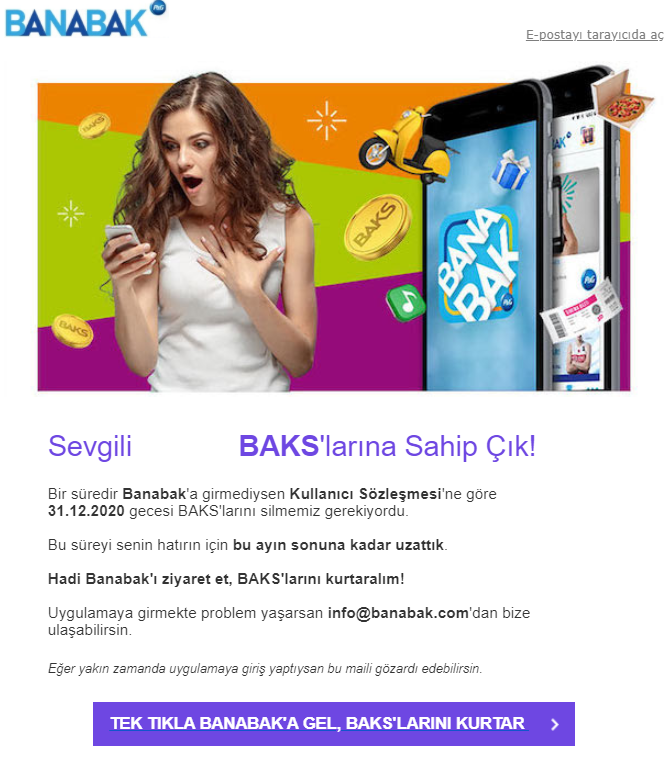 BANABAK P&G
E-postayı tarayıcıda aç
BAKS
BAKS
BAKS
BANA
BAK
P&G
BAK
P&G
Sevgili BAKS'larına Sahip Çık!
Bir süredir Banabak'a girmediysen Kullanıcı Sözleşmesi'ne göre
31.12.2020 gecesi BAKS'larını silmemiz gerekiyordu.
Bu süreyi senin hatırın için bu ayın sonuna kadar uzattık.
Hadi Banabak'ı ziyaret et, BAKS'larını kurtaralım!
Uygulamaya girmekte problem yaşarsan info@banabak.com'dan bize
ulaşabilirsin.
Eğer yakın zamanda uygulamaya giriş yaptıysan bu maili gözardı edebilirsin.
TEK TIKLA BANABAK'A GEL, BAKS'LARINI KURTAR